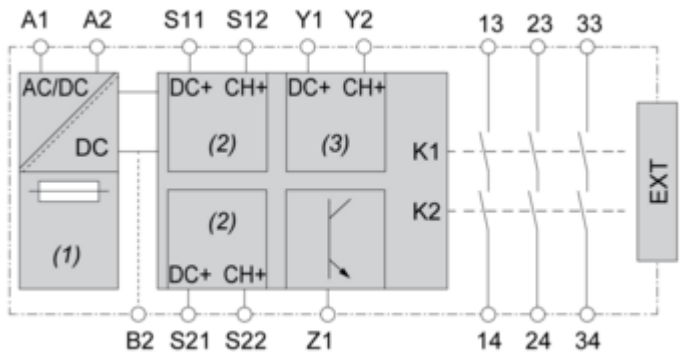 A1 A2 S11 S12 Y1 Y2 13 23 33
AC/DC DC+ CH+ DC+ CH+
DC (2) (3) K1
EXT
(1) (2) K2
DC+ CH+
B2 S21 S22 Z1 14 24 34